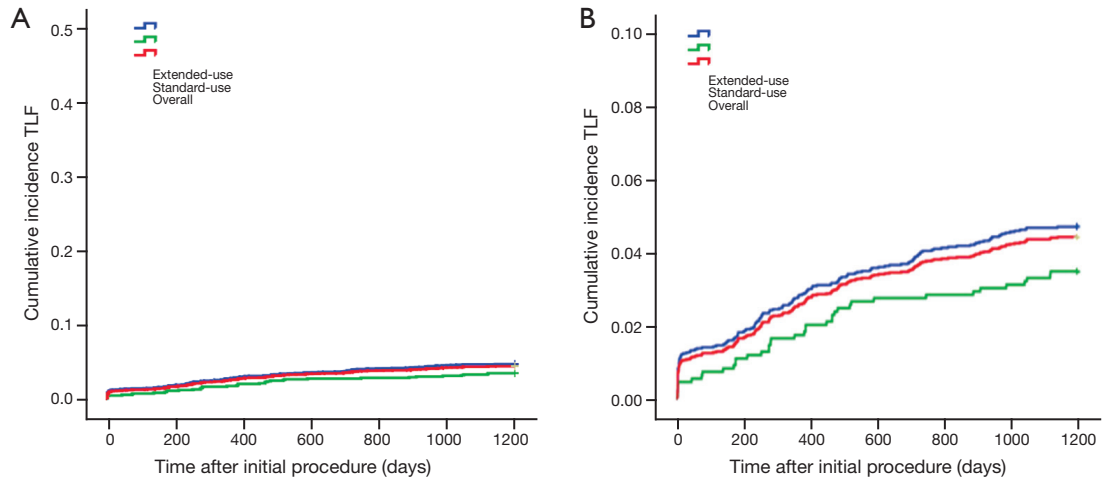 A
Cumulative incidence TLF
0.5
0.4
0.3
0.2
0.1
0.0
Extended-use
Standard-use
Overall
0 200 400 600 800 1000 1200
Time after initial procedure (days)
B
Cumulative incidence TLF
0.10
0.08
0.06
0.04
0.02
0.00
Extended-use
Standard-use
Overall
0 200 400 600 800 1000 1200
Time after initial procedure (days)